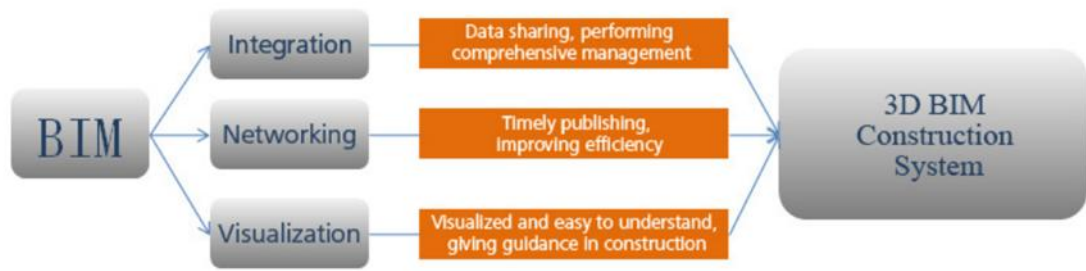 BIM
Integration
Data sharing, performing
comprehensive management
Networking
Timely publishing,
improving efficiency
Visualization
Visualized and easy to understand,
giving guidance in construction
3D BIM
Construction
System